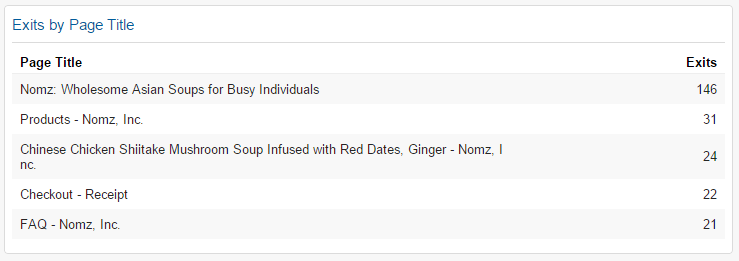 Exits by Page Title
Page Title Exits
Nomz: Wholesome Asian Soups for Busy Individuals 146
Products - Nomz, Inc. 31
Chinese Chicken Shiitake Mushroom Soup Infused with Red Dates, Ginger - Nomz, I
nc. 24
Checkout - Receipt 22
FAQ - Nomz, Inc. 21